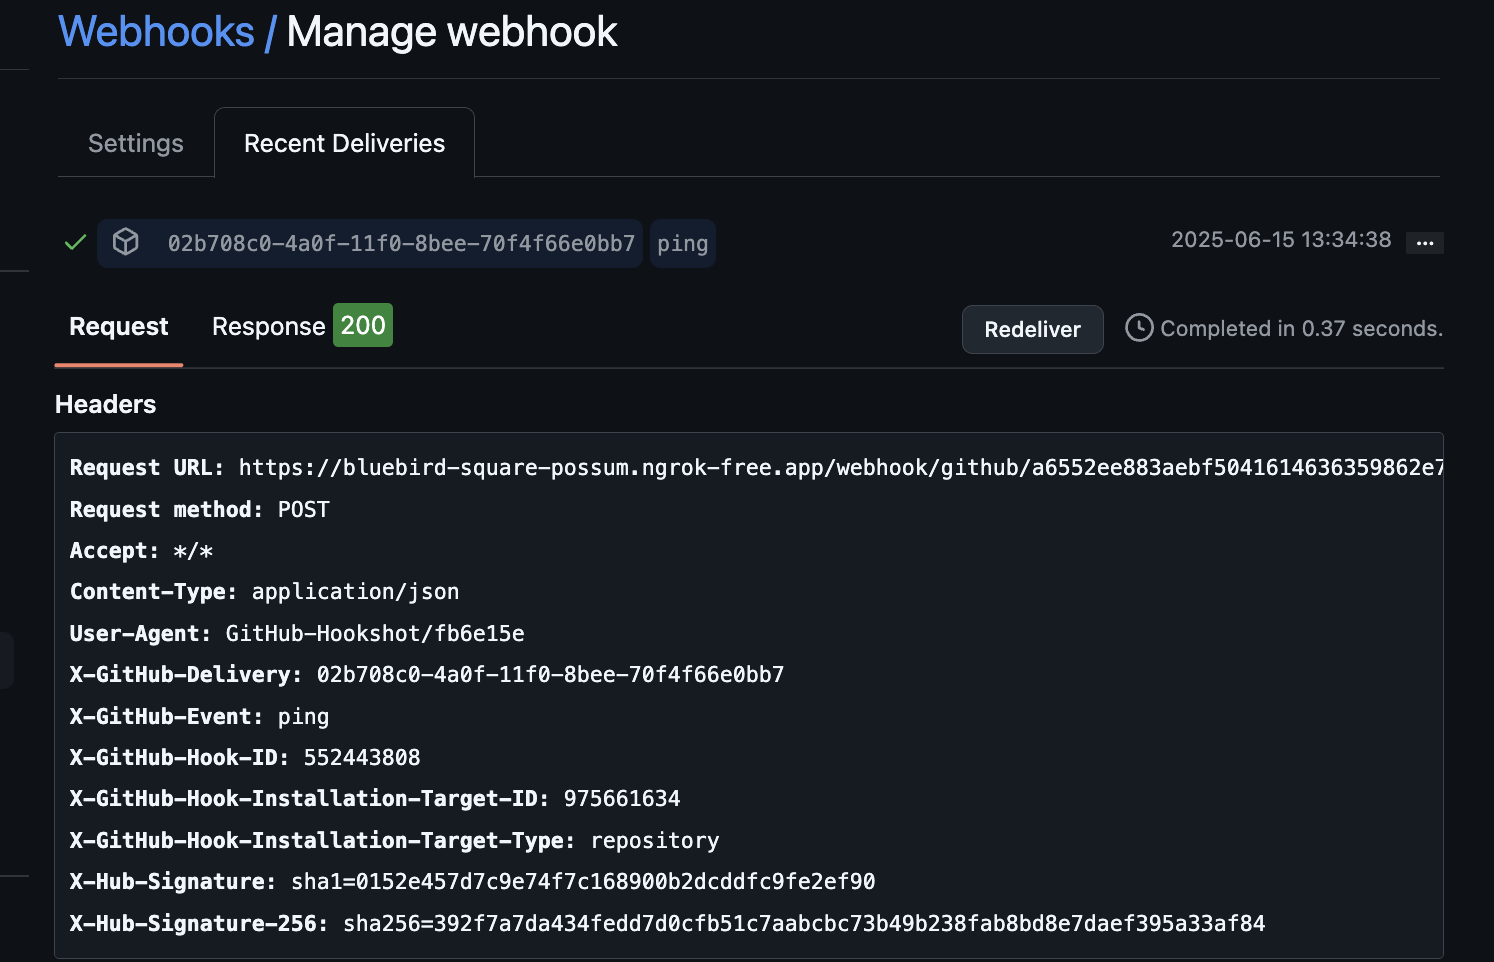 Webhooks / Manage webhook
Settings
Recent Deliveries
02b708c0-4a0f-11f0-8bee-70f4f66e0bb7 ping
2025-06-15 13:34:38 ...
Request
Response 200
Redeliver
Completed in 0.37 seconds.
Headers
Request URL: https://bluebird-square-possum.ngrok-free.app/webhook/github/a6552ee883aebf5041614636359862e7
Request method: POST
Accept: */*
Content-Type: application/json
User-Agent: GitHub-Hookshot/fb6e15e
X-GitHub-Delivery: 02b708c0-4a0f-11f0-8bee-70f4f66e0bb7
X-GitHub-Event: ping
X-GitHub-Hook-ID: 552443808
X-GitHub-Hook-Installation-Target-ID: 975661634
X-GitHub-Hook-Installation-Target-Type: repository
X-Hub-Signature: sha1=0152e457d7c9e74f7c168900b2dcddfc9fe2ef90
X-Hub-Signature-256: sha256=392f7a7da434fedd7d0cfb51c7aabcbc73b49b238fab8bd8e7daef395a33af84